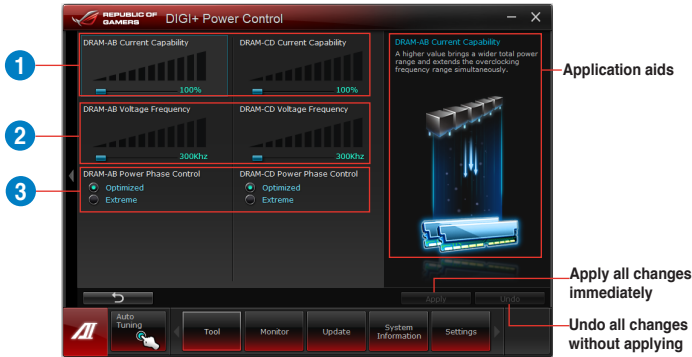 REPUBLIC OF
GAMERS
DIGI+ Power Control
1
DRAM-AB Current Capability
100%
DRAM-CD Current Capability
100%
2
DRAM-AB Voltage Frequency
300Khz
DRAM-CD Voltage Frequency
300Khz
3
DRAM-AB Power Phase Control
Optimized
Extreme
DRAM-CD Power Phase Control
Optimized
Extreme
DRAM-AB Current Capability
A higher value brings a wider total power
range and extends the overclocking
frequency range simultaneously.
Application aids
Apply
Undo
Apply all changes
immediately
Undo all changes
without applying
AI
Auto
Tuning
Tool
Monitor
Update
System
Information
Settings